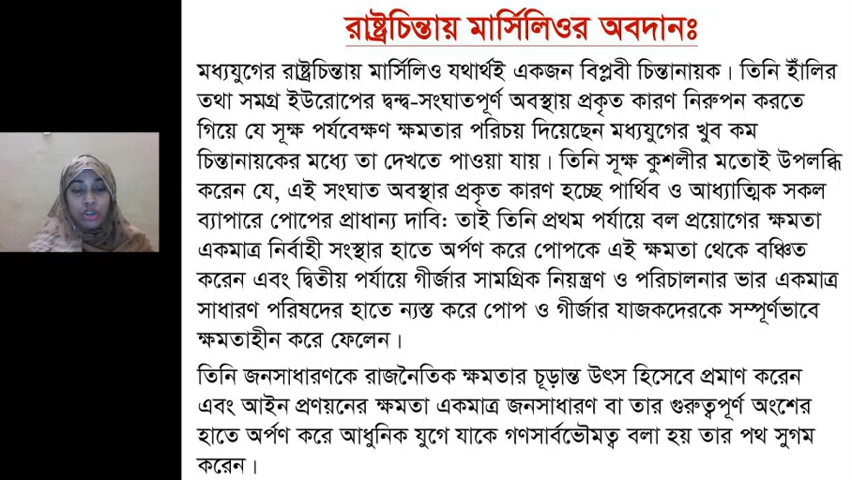 রাষ্ট্রচিন্তায় মার্সিলিওর অবদানঃ
মধ্যযুগের রাষ্ট্রচিন্তায় মার্সিলিও যথার্থই একজন বিপ্লবী চিন্তানায়ক। তিনি ইাঁলির
তথা সমগ্র ইউরোপের দ্বন্দ্ব-সংঘাতপূর্ণ অবস্থায় প্রকৃত কারণ নিরুপন করতে
গিয়ে যে সূক্ষ পর্যবেক্ষণ ক্ষমতার পরিচয় দিয়েছেন মধ্যযুগের খুব কম
চিন্তানায়কের মধ্যে তা দেখতে পাওয়া যায়। তিনি সূক্ষ কুশলীর মতোই উপলব্ধি
করেন যে, এই সংঘাত অবস্থার প্রকৃত কারণ হচ্ছে পার্থিব ও আধ্যাত্মিক সকল
ব্যাপারে পোপের প্রাধান্য দাবি: তাই তিনি প্রথম পর্যায়ে বল প্রয়োগের ক্ষমতা
একমাত্র নির্বাহী সংস্থার হাতে অর্পণ করে পোপকে এই ক্ষমতা থেকে বঞ্চিত
করেন এবং দ্বিতীয় পর্যায়ে গীর্জার সামগ্রিক নিয়ন্ত্রণ ও পরিচালনার ভার একমাত্র
সাধারণ পরিষদের হাতে ন্যস্ত করে পোপ ও গীর্জার যাজকদেরকে সম্পূর্ণভাবে
ক্ষমতাহীন করে ফেলেন।
তিনি জনসাধারণকে রাজনৈতিক ক্ষমতার চূড়ান্ত উৎস হিসেবে প্রমাণ করেন
এবং আইন প্রণয়নের ক্ষমতা একমাত্র জনসাধারণ বা তার গুরুত্বপূর্ণ অংশের
হাতে অর্পণ করে আধুনিক যুগে যাকে গণসার্বভৌমত্ব বলা হয় তার পথ সুগম
করেন।